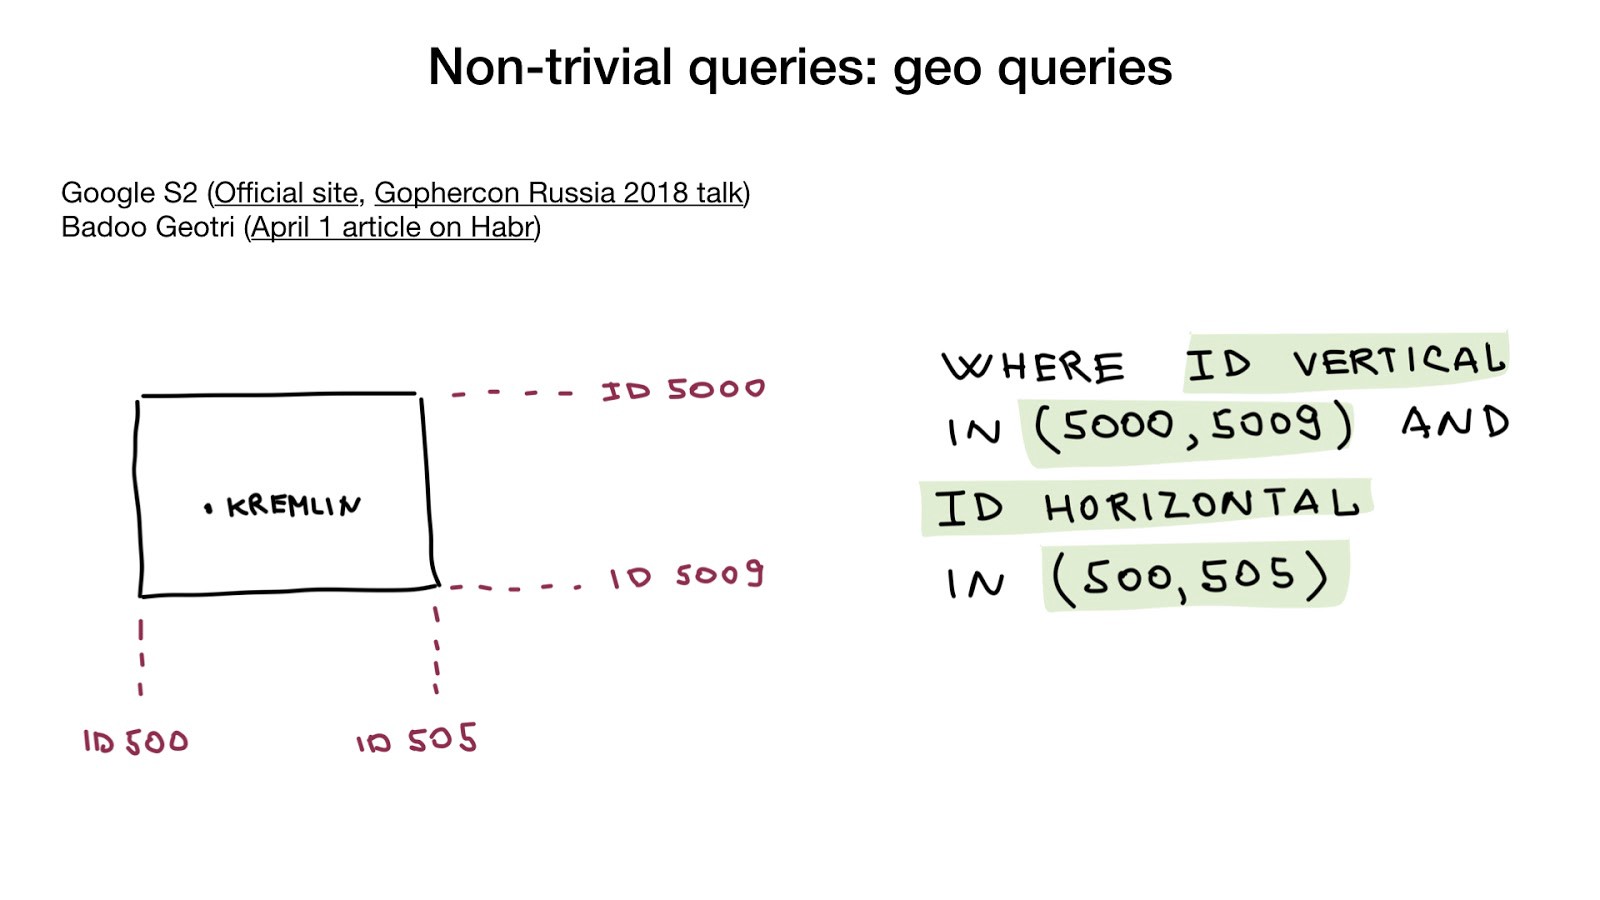 Non-trivial queries: geo queries
Google S2 (Official site, Gophercon Russia 2018 talk)
Badoo Geotri (April 1 article on Habr)
ID 5000
• KREMLIN
ID 5009
ID 500
ID 505
WHERE ID VERTICAL
IN (5000, 5009) AND
ID HORIZONTAL
IN (500, 505)